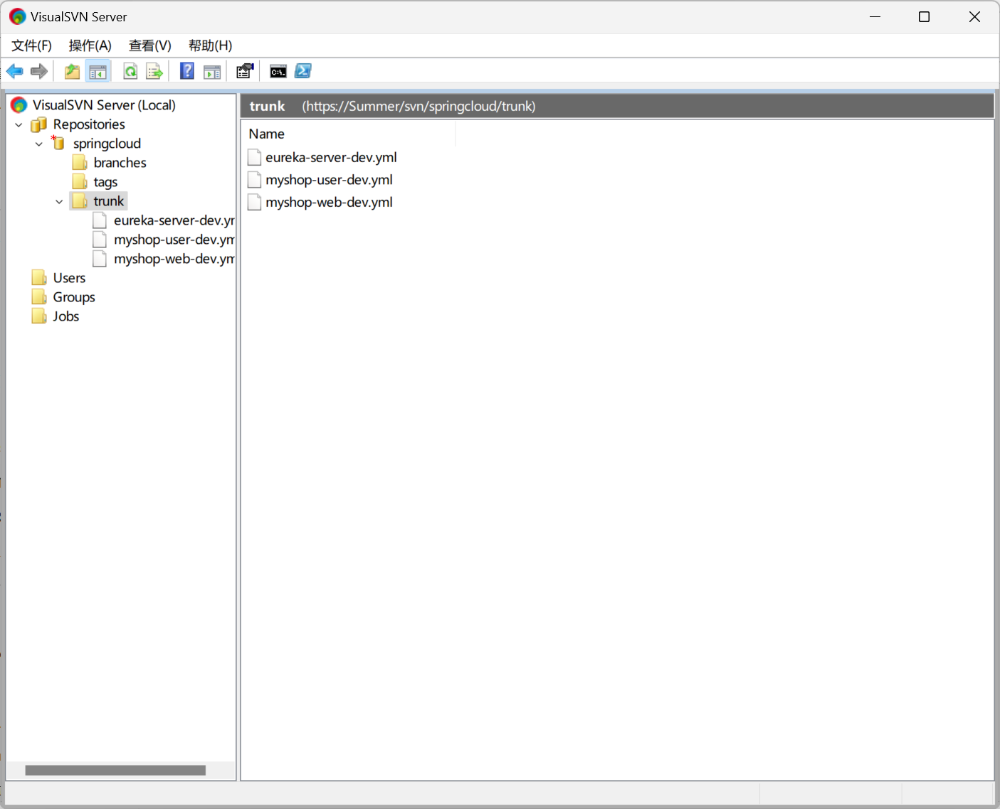 VisualSVN Server
文件(F) 操作(A) 查看(V) 帮助(H)
VisualSVN Server (Local)
Repositories
springcloud
branches
tags
trunk
eureka-server-dev.yr
myshop-user-dev.ym
myshop-web-dev.ym
Users
Groups
Jobs
trunk (https://Summer/svn/springcloud/trunk)
Name
eureka-server-dev.yml
myshop-user-dev.yml
myshop-web-dev.yml